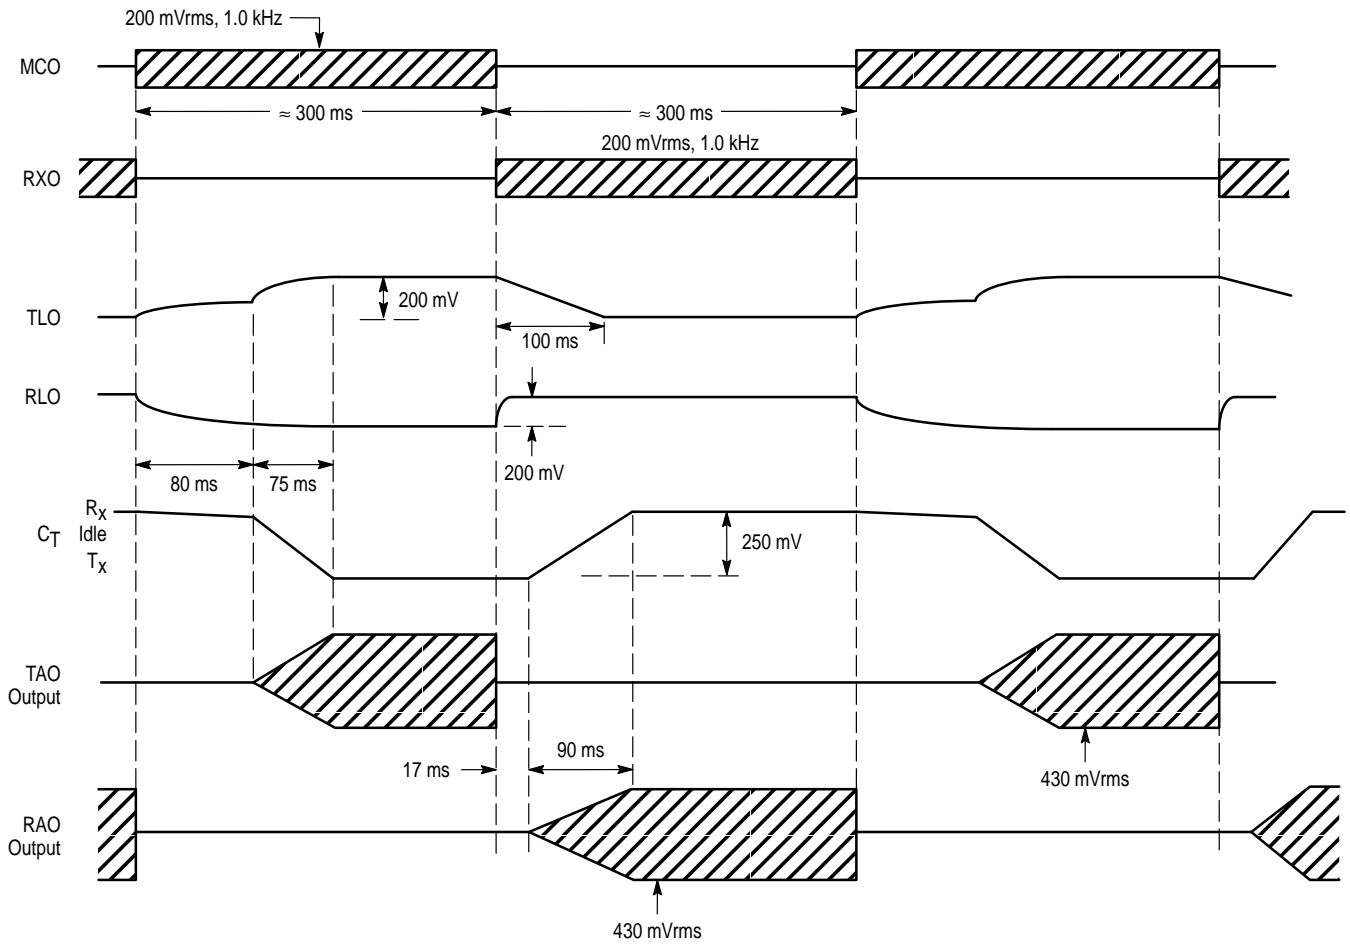 200 mVrms, 1.0 kHz
MCO
≈ 300 ms
≈ 300 ms
200 mVrms, 1.0 kHz
RXO
200 mV
TLO
100 ms
RLO
200 mV
80 ms
75 ms
RX
CT Idle
TX
250 mV
TAO
Output
90 ms
17 ms
430 mVrms
RAO
Output
430 mVrms